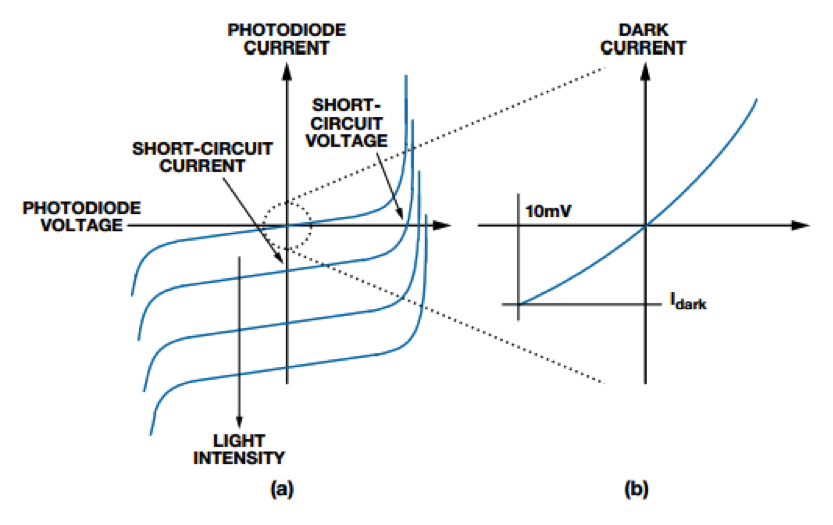 PHOTODIODE
CURRENT
DARK
CURRENT
SHORT-
CIRCUIT
VOLTAGE
SHORT-CIRCUIT
CURRENT
PHOTODIODE
VOLTAGE
10mV
Idark
LIGHT
INTENSITY
(a)
(b)